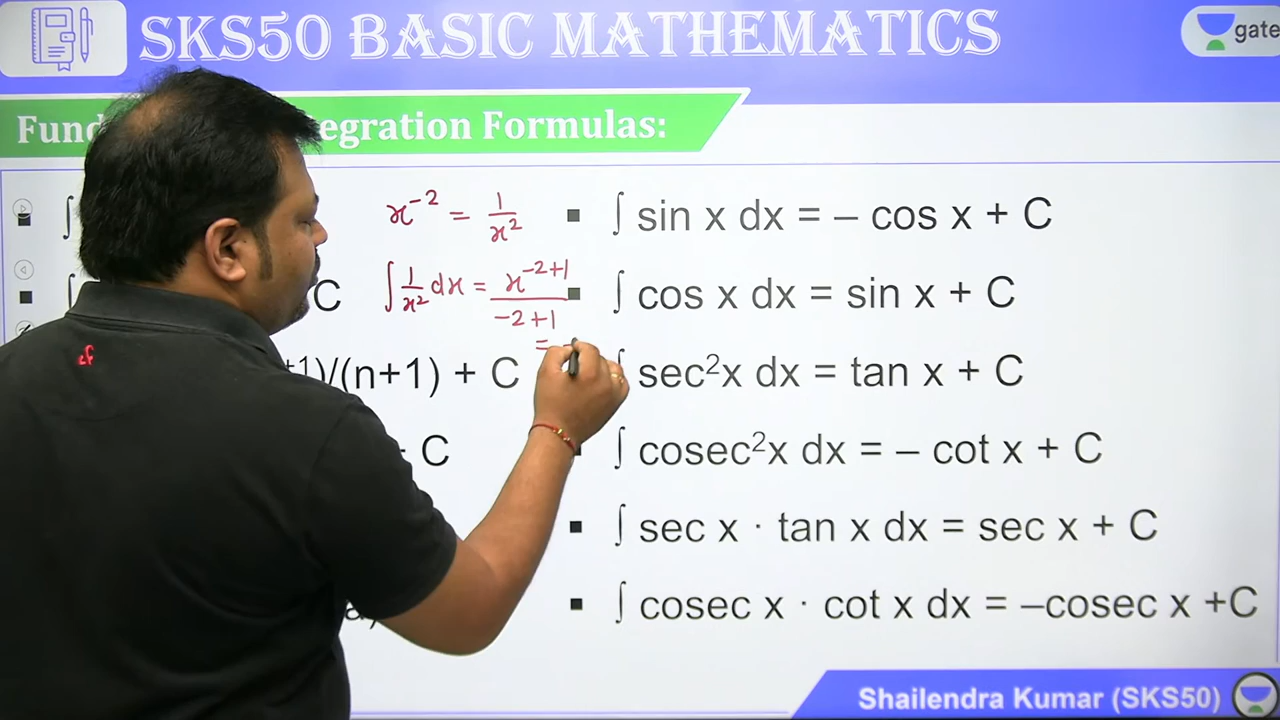 SKS50 BASIC MATHEMATICS
gate
egration Formulas:
x⁻² = 1/x²
∫ 1/x² dx = x⁻²⁺¹/-2+1
= -
C
+1)/(n+1) + C
C
∫ sin x dx = – cos x + C
∫ cos x dx = sin x + C
∫ sec²x dx = tan x + C
∫ cosec²x dx = – cot x + C
∫ sec x · tan x dx = sec x + C
∫ cosec x · cot x dx = –cosec x +C
Shailendra Kumar (SKS50)